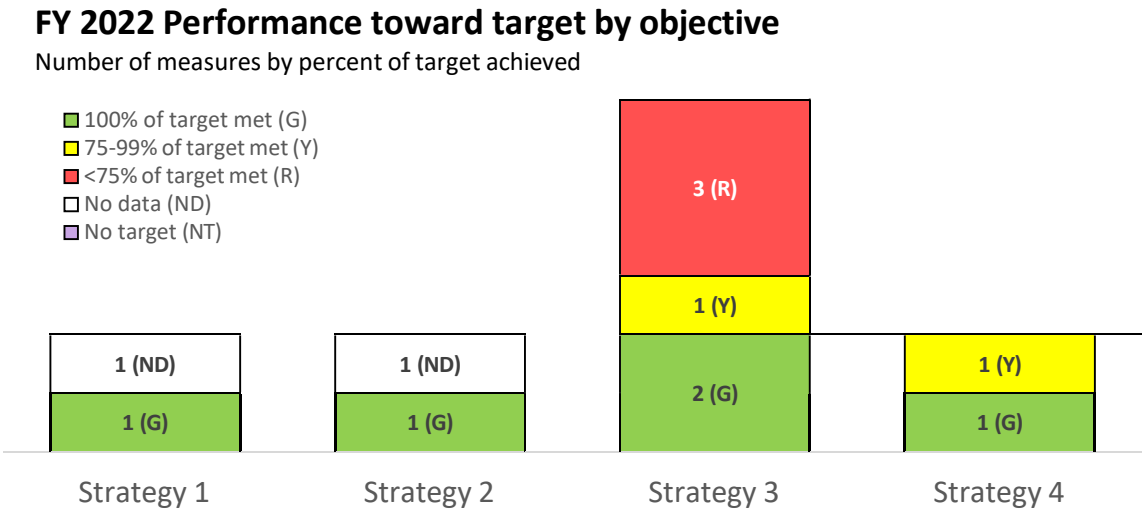 FY 2022 Performance toward target by objective
Number of measures by percent of target achieved
100% of target met (G)
75-99% of target met (Y)
<75% of target met (R)
No data (ND)
No target (NT)
3 (R)
1 (Y)
1 (ND)
1 (ND)
2 (G)
1 (Y)
1 (G)
1 (G)
1 (G)
Strategy 1
Strategy 2
Strategy 3
Strategy 4